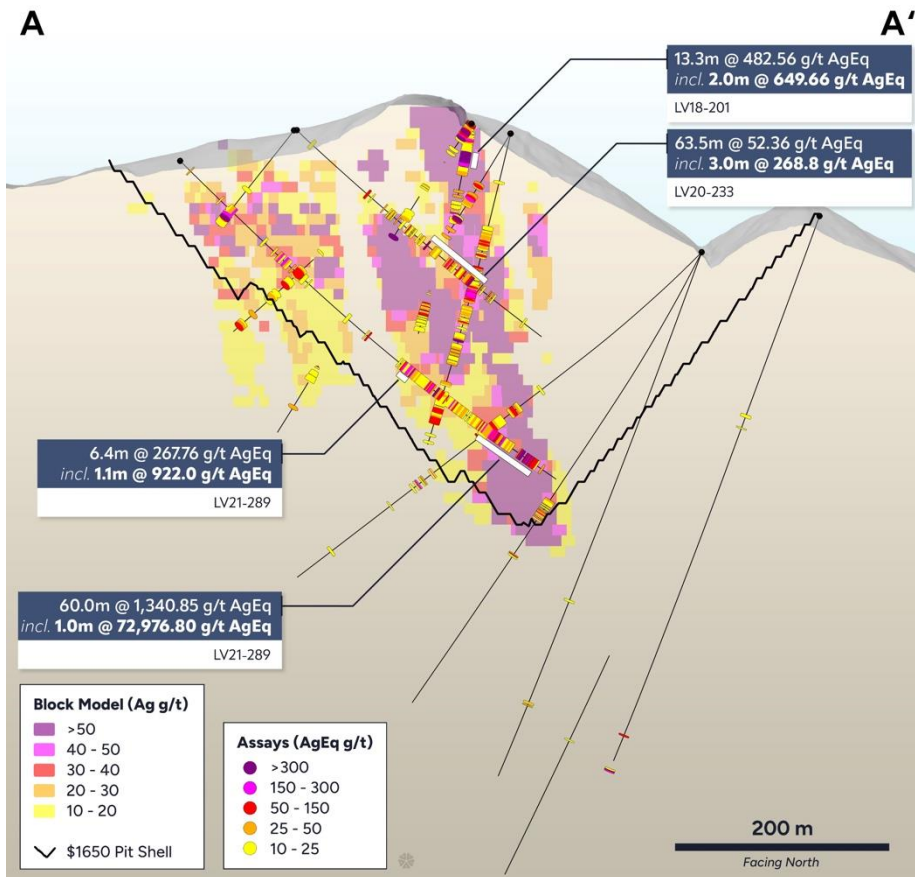 A
A‘
13.3m @ 482.56 g/t AgEq
incl. 2.0m @ 649.66 g/t AgEq
LV18-201
63.5m @ 52.36 g/t AgEq
incl. 3.0m @ 268.8 g/t AgEq
LV20-233
6.4m @ 267.76 g/t AgEq
incl. 1.1m @ 922.0 g/t AgEq
LV21-289
60.0m @ 1,340.85 g/t AgEq
incl. 1.0m @ 72,976.80 g/t AgEq
LV21-289
Block Model (Ag g/t)
>50
40 - 50
30 - 40
20 - 30
10 - 20
$1650 Pit Shell
Assays (AgEq g/t)
>300
150 - 300
50 - 150
25 - 50
10 - 25
200 m
Facing North